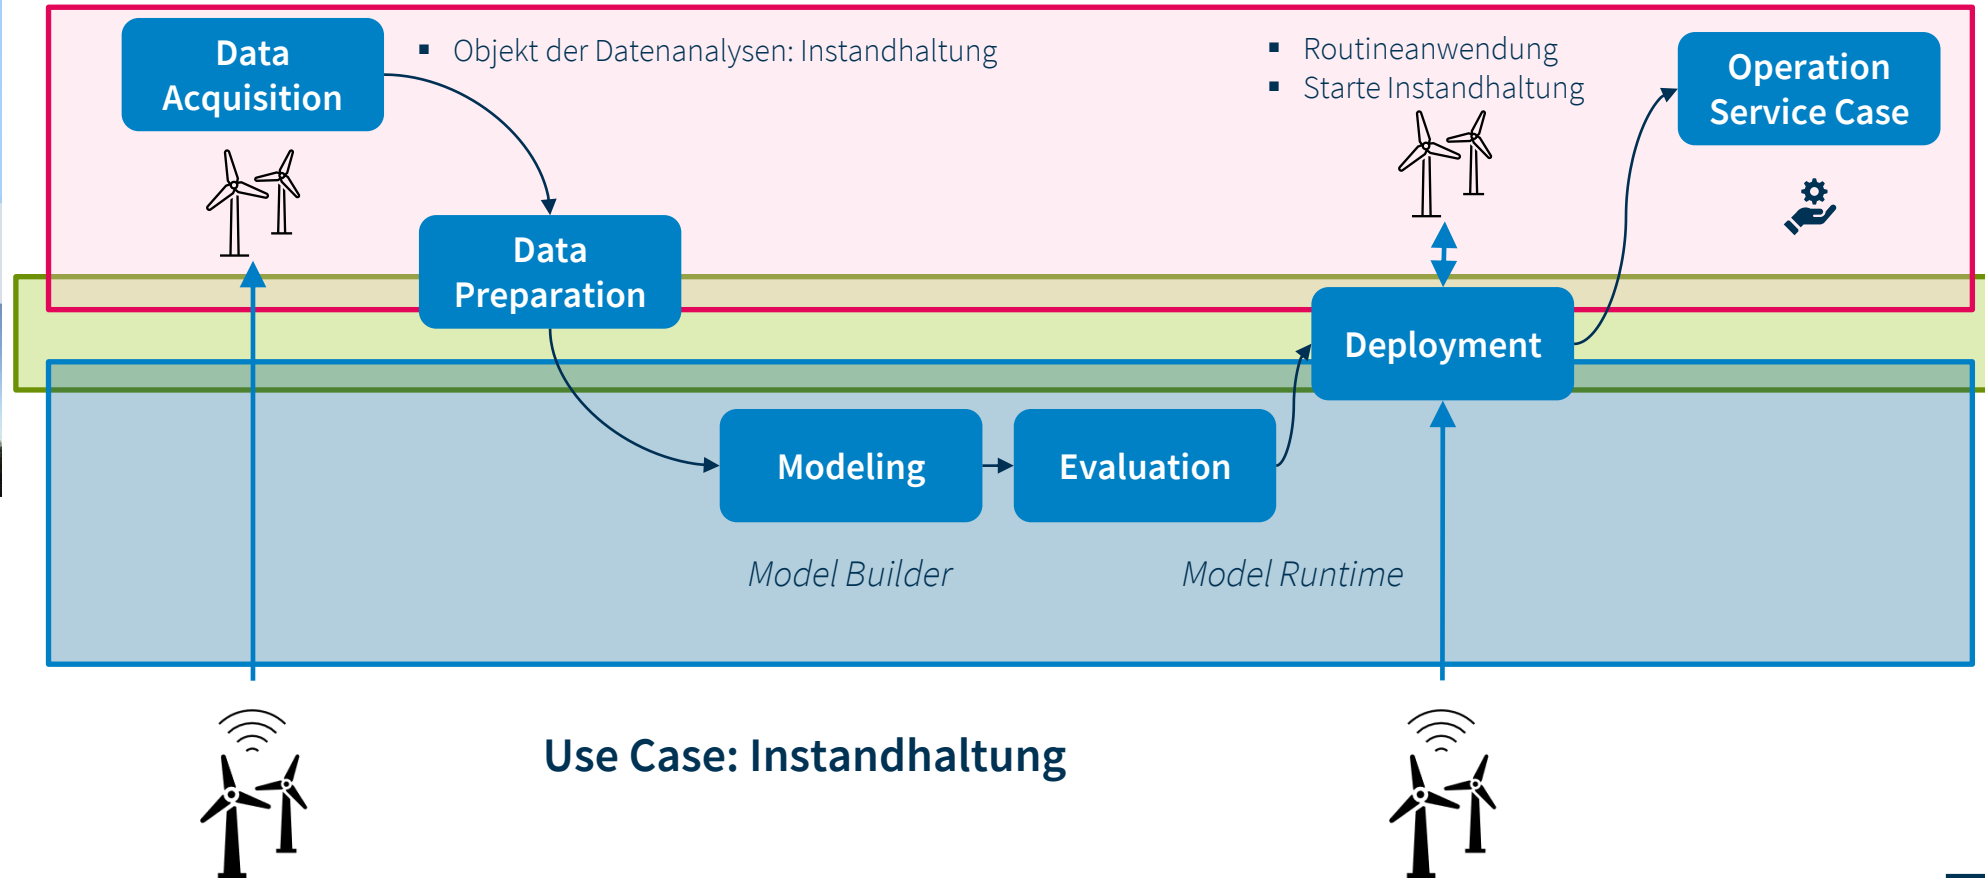 Data
Acquisition
▪ Objekt der Datenanalysen: Instandhaltung
▪ Routineanwendung
▪ Starte Instandhaltung
Operation
Service Case
Data
Preparation
Deployment
Modeling
Evaluation
Model Builder
Model Runtime
Use Case: Instandhaltung